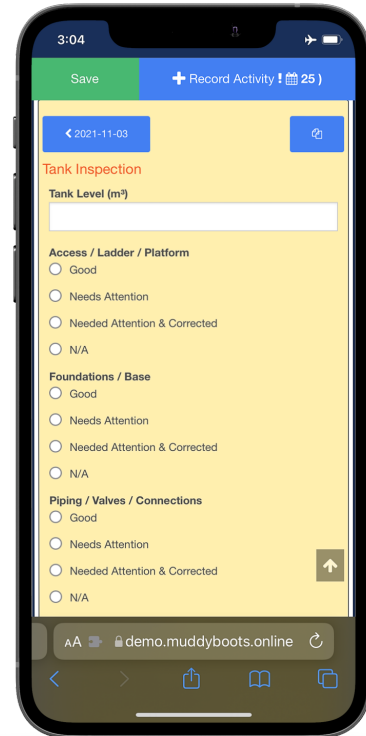 3:04
Save
Record Activity ! 25 )
2021-11-03
Tank Inspection
Tank Level (m³)
Access / Ladder / Platform
Good
Needs Attention
Needed Attention & Corrected
N/A
Foundations / Base
Good
Needs Attention
Needed Attention & Corrected
N/A
Piping / Valves / Connections
Good
Needs Attention
Needed Attention & Corrected
N/A
AA demo.muddyboots.online